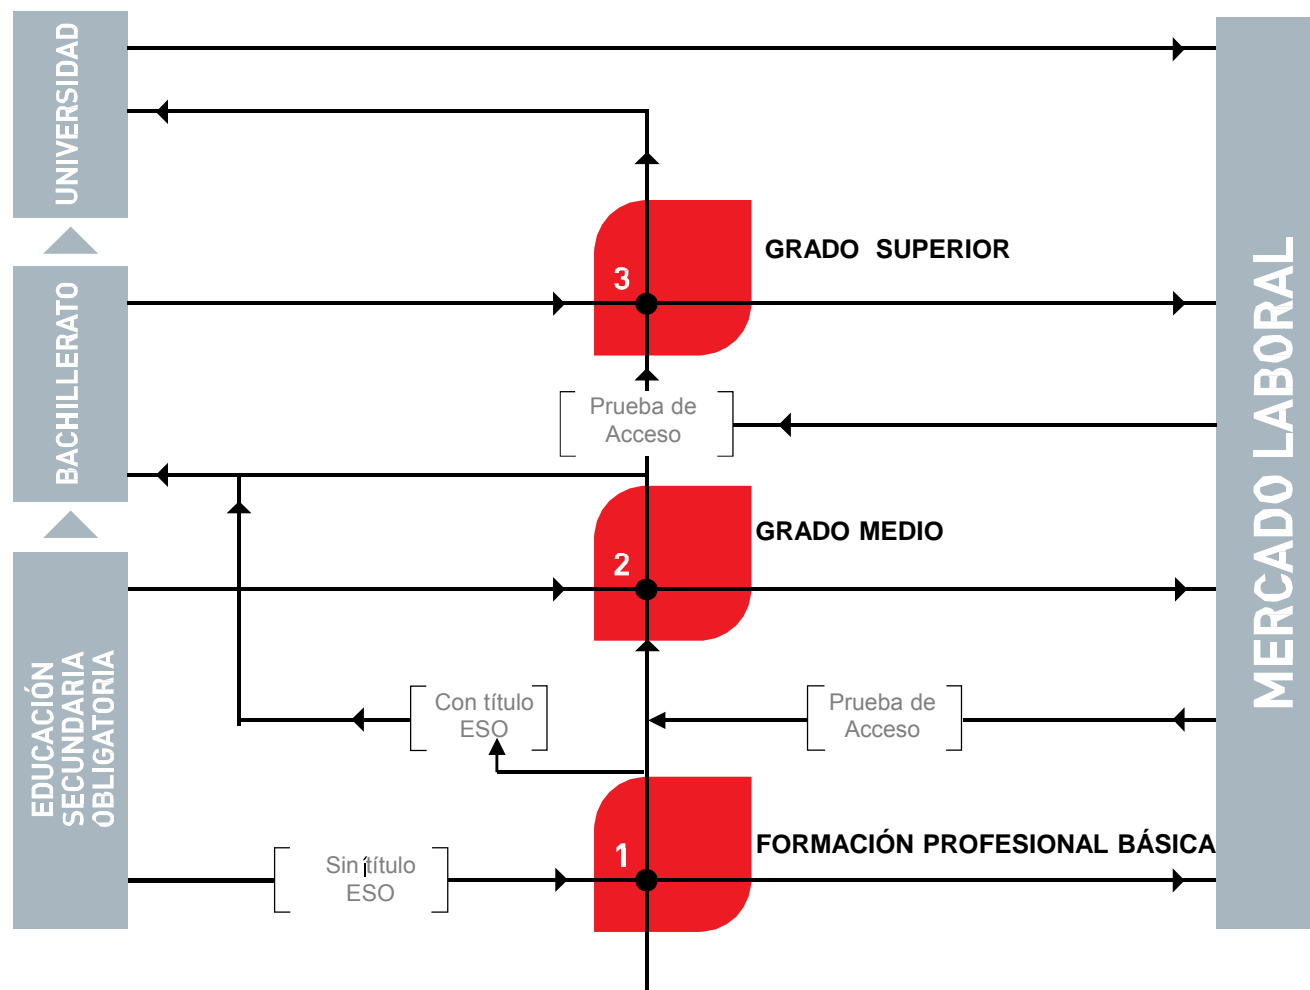 UNIVERSIDAD
GRADO SUPERIOR
3
BACHILLERATO
Prueba de
Acceso
GRADO MEDIO
2
EDUCACIÓN
SECUNDARIA
OBLIGATORIA
Con título
ESO
Prueba de
Acceso
FORMACIÓN PROFESIONAL BÁSICA
1
Sin título
ESO
MERCADO LABORAL